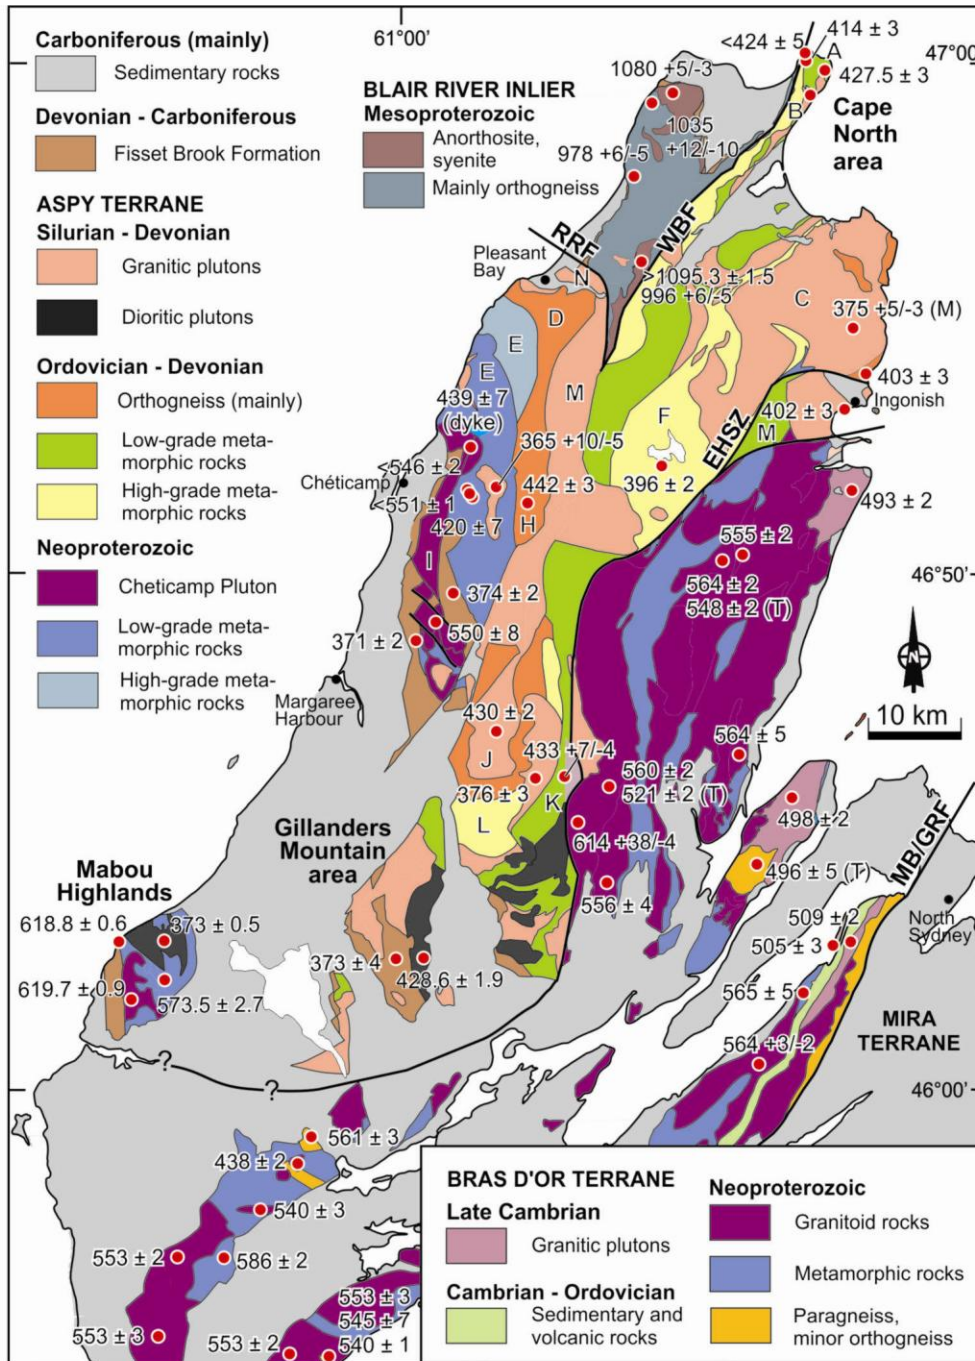 Carboniferous (mainly)
Sedimentary rocks
Devonian - Carboniferous
Fisset Brook Formation
ASPY TERRANE
Silurian - Devonian
Granitic plutons
Dioritic plutons
Ordovician - Devonian
Orthogneiss (mainly)
Low-grade meta-
morphic rocks
High-grade meta-
morphic rocks
Neoproterozoic
Cheticamp Pluton
Low-grade meta-
morphic rocks
High-grade meta-
morphic rocks
BLAIR RIVER INLIER
Mesoproterozoic
Anorthosite,
syenite
Mainly orthogneiss
61°00'
47°00'
<424 ± 5
414 ± 3
A
427.5 ± 3
B
Cape
North
area
1080 +5/-3
1035
+12/-10
978 +6/-5
RRF
WBF
Pleasant
Bay
N
>1095.3 ± 1.5
996 +6/-5
C
375 +5/-3 (M)
D
E
E
M
403 ± 3
Ingonish
402 ± 3
439 ± 7
(dyke)
F
EHSZ
M
365 +10/-5
<546 ± 2
Chéticamp
<551 ± 1
442 ± 3
396 ± 2
493 ± 2
420 ± 7
H
I
555 ± 2
564 ± 2
548 ± 2 (T)
46°50'
374 ± 2
371 ± 2
550 ± 8
Margaree
Harbour
10 km
430 ± 2
J
433 +7/-4
564 ± 5
376 ± 3
K
560 ± 2
521 ± 2 (T)
L
614 +38/-4
498 ± 2
MB/GRF
Gillanders
Mountain
area
Mabou
Highlands
556 ± 4
496 ± 5 (T)
North
Sydney
618.8 ± 0.6
373 ± 0.5
509 ± 2
505 ± 3
373 ± 4
428.6 ± 1.9
619.7 ± 0.9
573.5 ± 2.7
565 ± 5
MIRA
TERRANE
564 +3/-2
?
?
46°00'
561 ± 3
438 ± 2
540 ± 3
553 ± 2
586 ± 2
553 ± 3
545 ± 7
540 ± 1
553 ± 3
553 ± 2
BRAS D'OR TERRANE
Late Cambrian
Granitic plutons
Cambrian - Ordovician
Sedimentary and
volcanic rocks
Neoproterozoic
Granitoid rocks
Metamorphic rocks
Paragneiss,
minor orthogneiss